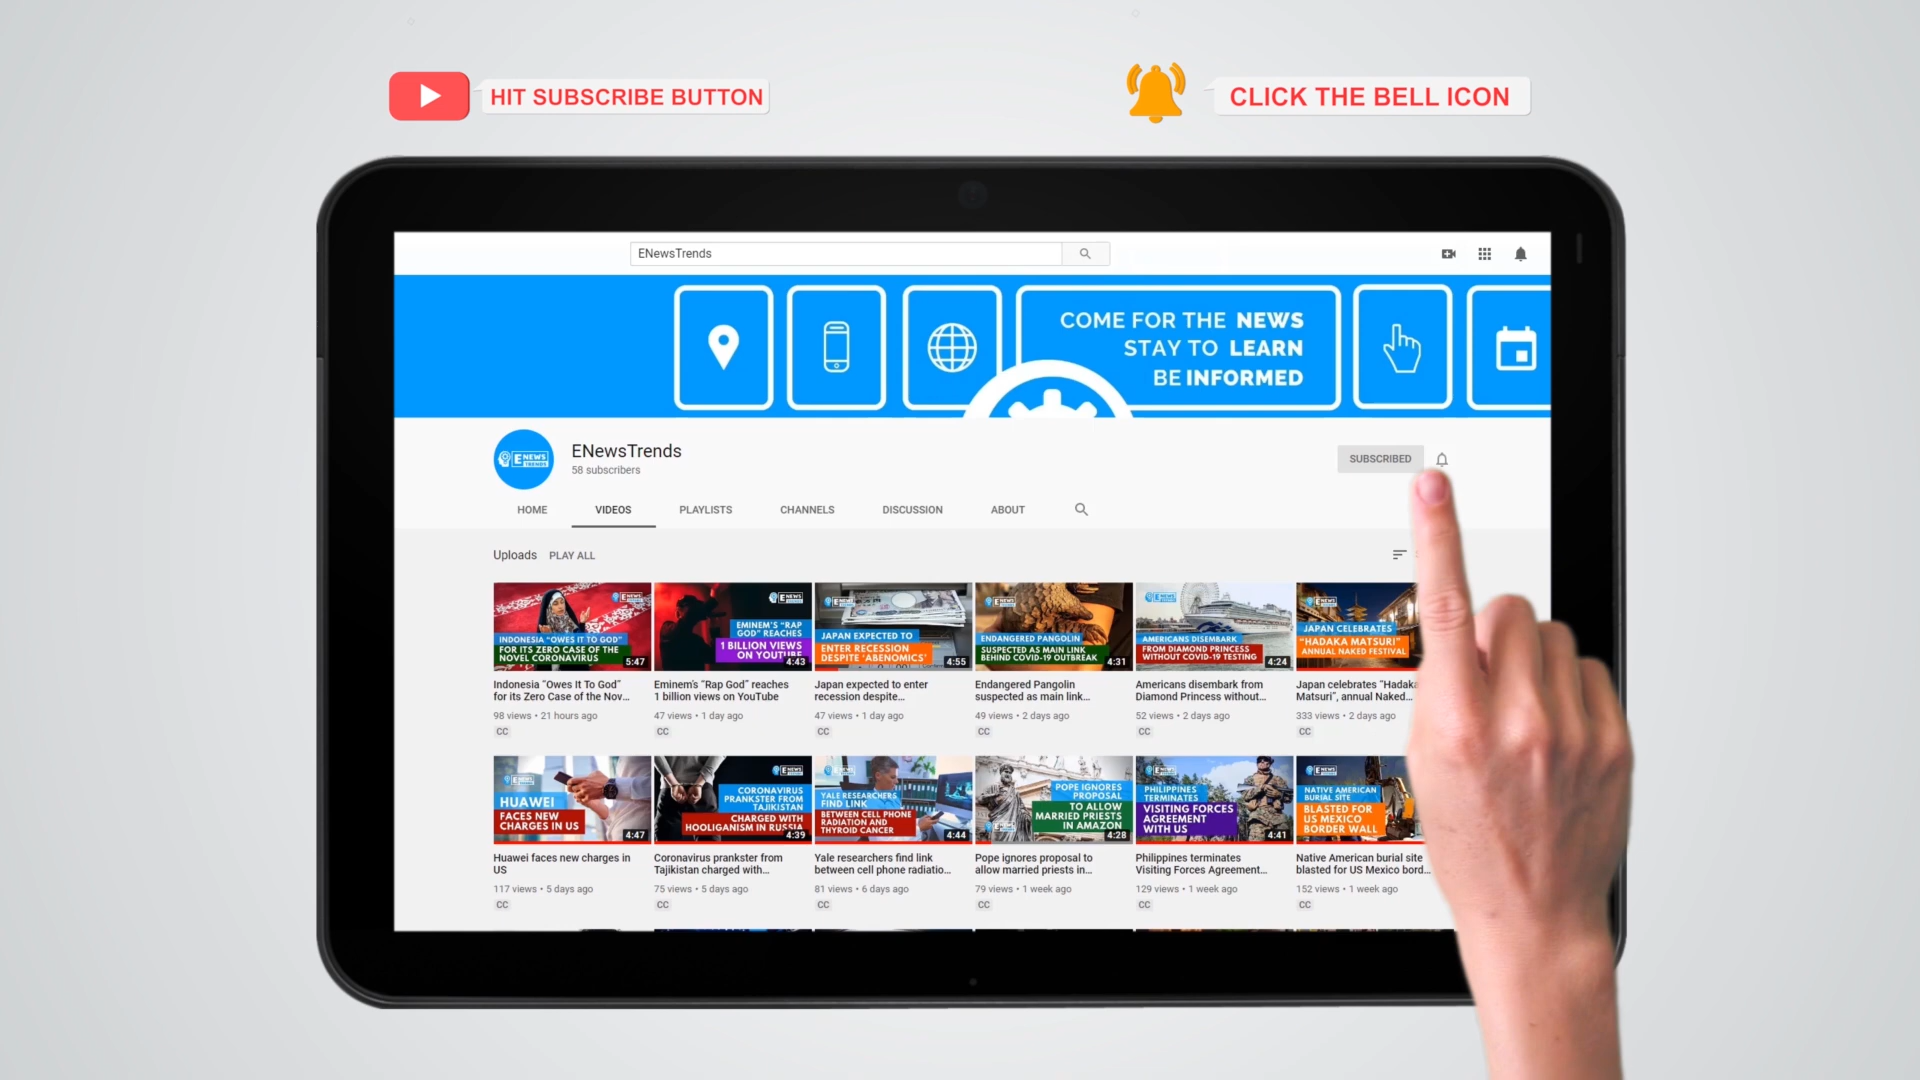 HIT SUBSCRIBE BUTTON
CLICK THE BELL ICON
ENewsTrends
COME FOR THE NEWS
STAY TO LEARN
BE INFORMED
E NEWS
TRENDS
ENewsTrends
58 subscribers
SUBSCRIBED
HOME VIDEOS PLAYLISTS CHANNELS DISCUSSION ABOUT
Uploads PLAY ALL
INDONESIA "OWES IT TO GOD"
FOR ITS ZERO CASE OF THE
NOVEL CORONAVIRUS
5:47
EMINEM'S "RAP
GOD" REACHES
1 BILLION VIEWS
ON YOUTUBE
4:43
JAPAN EXPECTED TO
ENTER RECESSION
DESPITE 'ABENOMICS'
4:55
ENDANGERED PANGOLIN
SUSPECTED AS MAIN LINK
BEHIND COVID-19 OUTBREAK
4:31
AMERICANS DISEMBARK
FROM DIAMOND PRINCESS
WITHOUT COVID-19 TESTING
4:24
JAPAN CELEBRATES
"HADAKA MATSURI"
ANNUAL NAKED FESTIVAL
Indonesia "Owes It To God"
for its Zero Case of the Nov...
98 views • 21 hours ago
CC
Eminem's "Rap God" reaches
1 billion views on YouTube
47 views • 1 day ago
CC
Japan expected to enter
recession despite...
47 views • 1 day ago
CC
Endangered Pangolin
suspected as main link...
49 views • 2 days ago
CC
Americans disembark from
Diamond Princess without...
52 views • 2 days ago
CC
Japan celebrates "Hadaka
Matsuri", annual Naked...
333 views • 2 days ago
CC
HUAWEI
FACES NEW
CHARGES IN US
4:47
CORONAVIRUS
PRANKSTER FROM
TAJIKISTAN
CHARGED WITH
HOOLIGANISM IN RUSSIA
4:39
YALE RESEARCHERS
FIND LINK
BETWEEN CELL PHONE
RADIATION AND
THYROID CANCER
4:44
POPE IGNORES
PROPOSAL
TO ALLOW
MARRIED PRIESTS
IN AMAZON
4:28
PHILIPPINES
TERMINATES
VISITING FORCES
AGREEMENT
WITH US
4:41
NATIVE AMERICAN
BURIAL SITE
BLASTED FOR
US MEXICO
BORDER WALL
Huawei faces new charges in
US
117 views • 5 days ago
CC
Coronavirus prankster from
Tajikistan charged with...
75 views • 5 days ago
CC
Yale researchers find link
between cell phone radiatio...
81 views • 6 days ago
CC
Pope ignores proposal to
allow married priests in...
79 views • 1 week ago
CC
Philippines terminates
Visiting Forces Agreement...
129 views • 1 week ago
CC
Native American burial site
blasted for US Mexico bord...
152 views • 1 week ago
CC